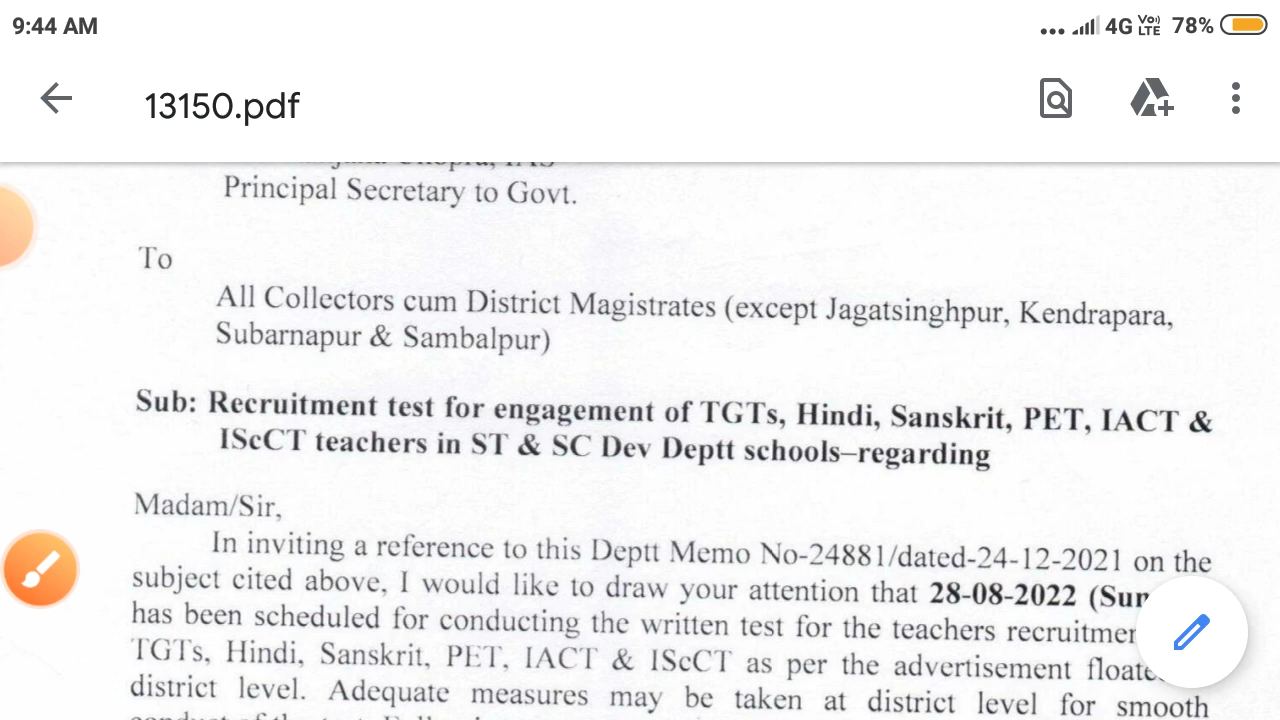 9:44 AM
4G Vo) LTE 78%
13150.pdf
Principal Secretary to Govt.
To
All Collectors cum District Magistrates (except Jagatsinghpur, Kendrapara,
Subarnapur & Sambalpur)
Sub: Recruitment test for engagement of TGTs, Hindi, Sanskrit, PET, IACT &
IScCT teachers in ST & SC Dev Deptt schools–regarding
Madam/Sir,
In inviting a reference to this Deptt Memo No-24881/dated-24-12-2021 on the
subject cited above, I would like to draw your attention that 28-08-2022
has been scheduled for conducting the written test for the teachers
TGTs, Hindi, Sanskrit, PET, IACT & IScCT as per the advertisement
district level. Adequate measures may be taken at district level for smooth